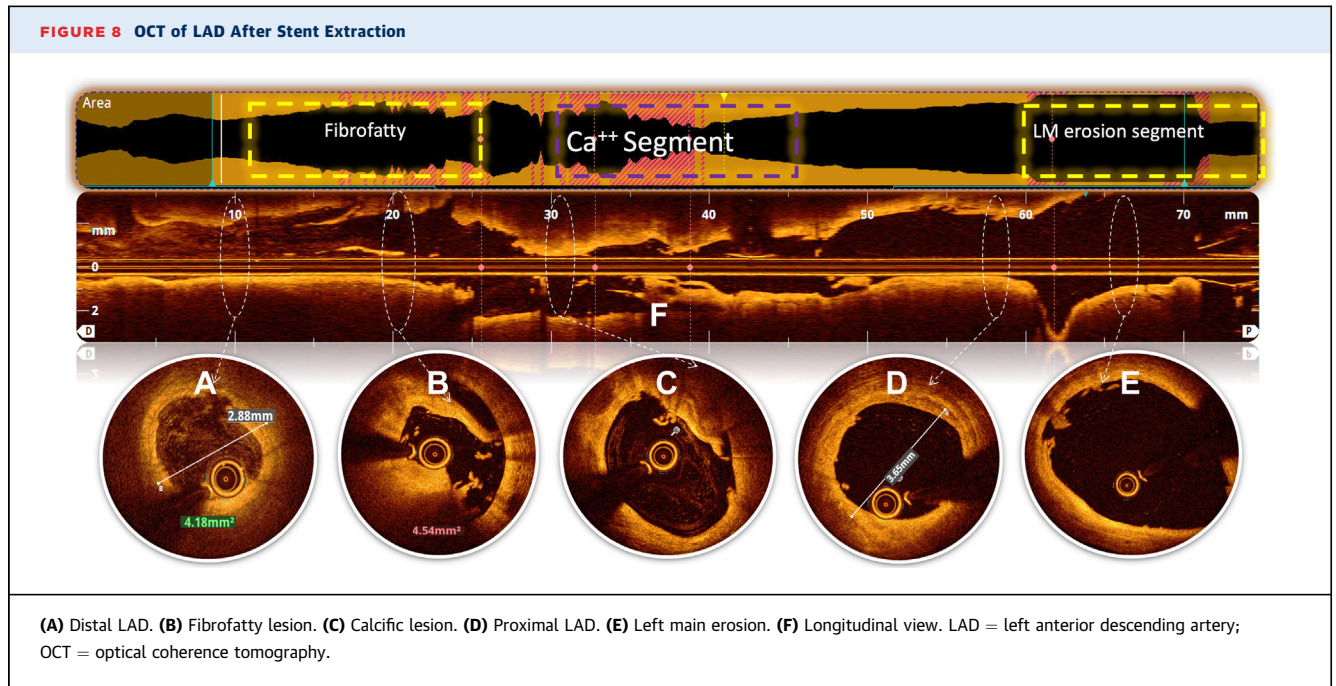 FIGURE 8 OCT of LAD After Stent Extraction
Area
Fibrofatty
Ca++ Segment
LM erosion segment
10 20 30 40 50 60 70 mm
mm
0
2
F
D P
A B C D E
2.88mm
4.18mm²
4.54mm²
3.65mm
(A) Distal LAD. (B) Fibrofatty lesion. (C) Calcific lesion. (D) Proximal LAD. (E) Left main erosion. (F) Longitudinal view. LAD = left anterior descending artery;
OCT = optical coherence tomography.